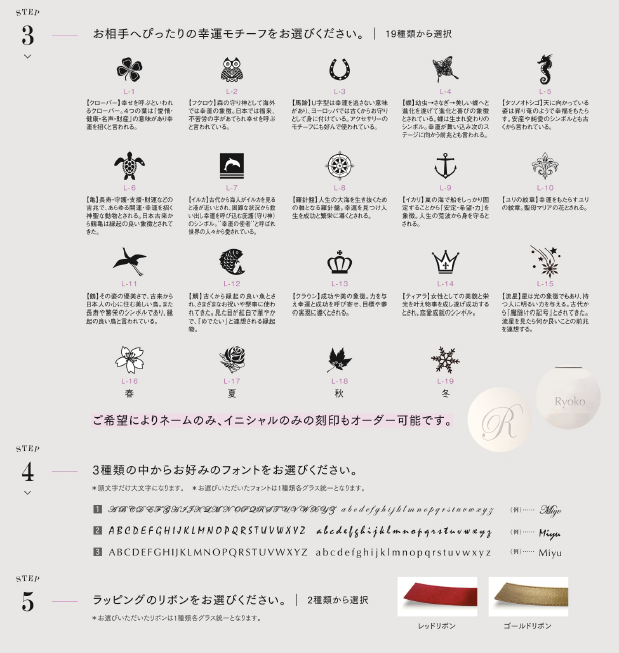 STEP
3
お相手へぴったりの幸運モチーフをお選びください。 | 19種類から選択
L-1
【クローバー】幸せを呼ぶといわれ
るクローバー。4つの葉は「愛情・
健康・名声・財産」の意味があり幸
運を招くと言われる。
L-2
【フクロウ】森の守り神として海外
では幸運の象徴。日本では福来、
不苦労の字があてられ幸せを呼ぶ
と言われている。
L-3
【馬蹄】U字型は幸運を逃さない意味
があり、ヨーロッパでは古くからお守り
として身に付けている。アクセサリーの
モチーフにも好んで使われている。
L-4
【蝶】幼虫→さなぎ→美しい蝶へと
進化を遂げて進化と喜びの象徴
とされている。蝶は生まれ変わりの
シンボル。幸運が舞い込み次のス
テージに向かう前兆とも言われる。
L-5
【タツノオトシゴ】天に向かっている
姿は昇り竜のようで幸福をもたら
す。安産や純愛のシンボルとも古
くから言われている。
L-6
【亀】長寿・守護・支援・財運などの
吉兆で、あらゆる開運・幸運を招く
神聖な動物とされる。日本古来か
ら鶴亀は縁起の良い象徴とされて
きた。
L-7
【イルカ】古代から海人がイルカを見る
と港が近いとされ、困難な状況から救
い出し幸運を呼び込む庇護(守り神)
のシンボル。“幸運の使者”と呼ばれ
世界の人々から愛されている。
L-8
【羅針盤】人生の大海を生き抜くため
の軸となる羅針盤。幸運を見つけ人
生を成功と繁栄に導くとされる。
L-9
【イカリ】嵐の海で船をしっかり固
定することから「安定・希望・力」を
象徴。人生の荒波から身を守ると
される。
L-10
【ユリの紋章】幸運をもたらすユリ
の紋章。聖母マリアの花とされる。
L-11
【鶴】その姿の優美さで、古来から
日本人の心に住む美しい鳥。また
長寿や繁栄のシンボルであり、縁
起の良い鳥と言われている。
L-12
【鯛】古くから縁起の良い魚とさ
れ、さまざまなお祝いや祭事に使わ
れてきた。見た目が紅白で華やか
で、「めでたい」と連想される縁起
物。
L-13
【クラウン】成功や美の象徴。力を与
え幸運と成功を呼び寄せ、目標や夢
の実現に導くとされる。
L-14
【ティアラ】女性としての美貌と栄
光を叶え物事を成し遂げ成功する
とされ、恋愛成就のシンボル。
L-15
【流星】星は光の象徴でもあり、持
つ人に明るい力を与える。古代か
ら「魔除けの記号」とされてきた。
流星を見たら何か良いことの前兆
を連想する。
L-16
春
L-17
夏
L-18
秋
L-19
冬
ご希望によりネームのみ、イニシャルのみの刻印もオーダー可能です。
R
Ryoko
STEP
4
3種類の中からお好みのフォントをお選びください。
＊頭文字だけ大文字になります。 ＊お選びいただいたフォントは1種類各グラス統一となります。
1 ABCDEFGHIJKLMNOPQRSTUVWXYZ abcdefghijklmnopqrstuvwxyz (例)…… Miyu
2 ABCDEFGHIJKLMNOPQRSTUVWXYZ abcdefghijklmnopqrstuvwxyz (例)…… Miyu
3 ABCDEFGHIJKLMNOPQRSTUVWXYZ abcdefghijklmnopqrstuvwxyz (例)…… Miyu
STEP
5
ラッピングのリボンをお選びください。 | 2種類から選択
＊お選びいただいたリボンは1種類各グラス統一となります。
レッドリボン
ゴールドリボン